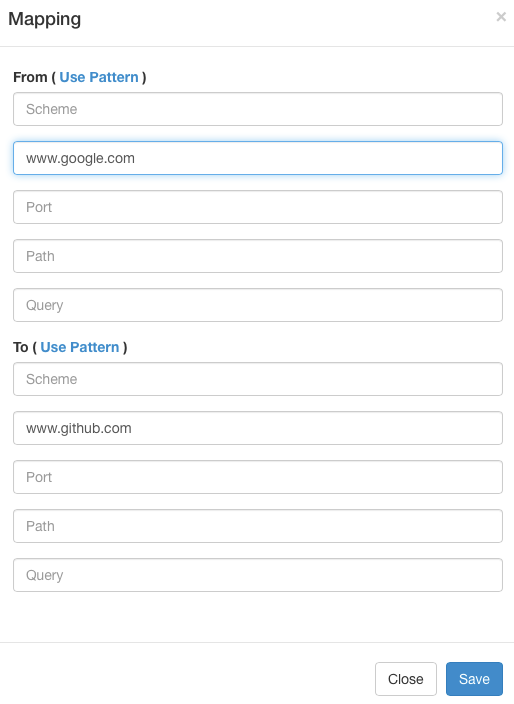 Mapping ×
From ( Use Pattern )
Scheme
www.google.com
Port
Path
Query
To ( Use Pattern )
Scheme
www.github.com
Port
Path
Query
Close Save